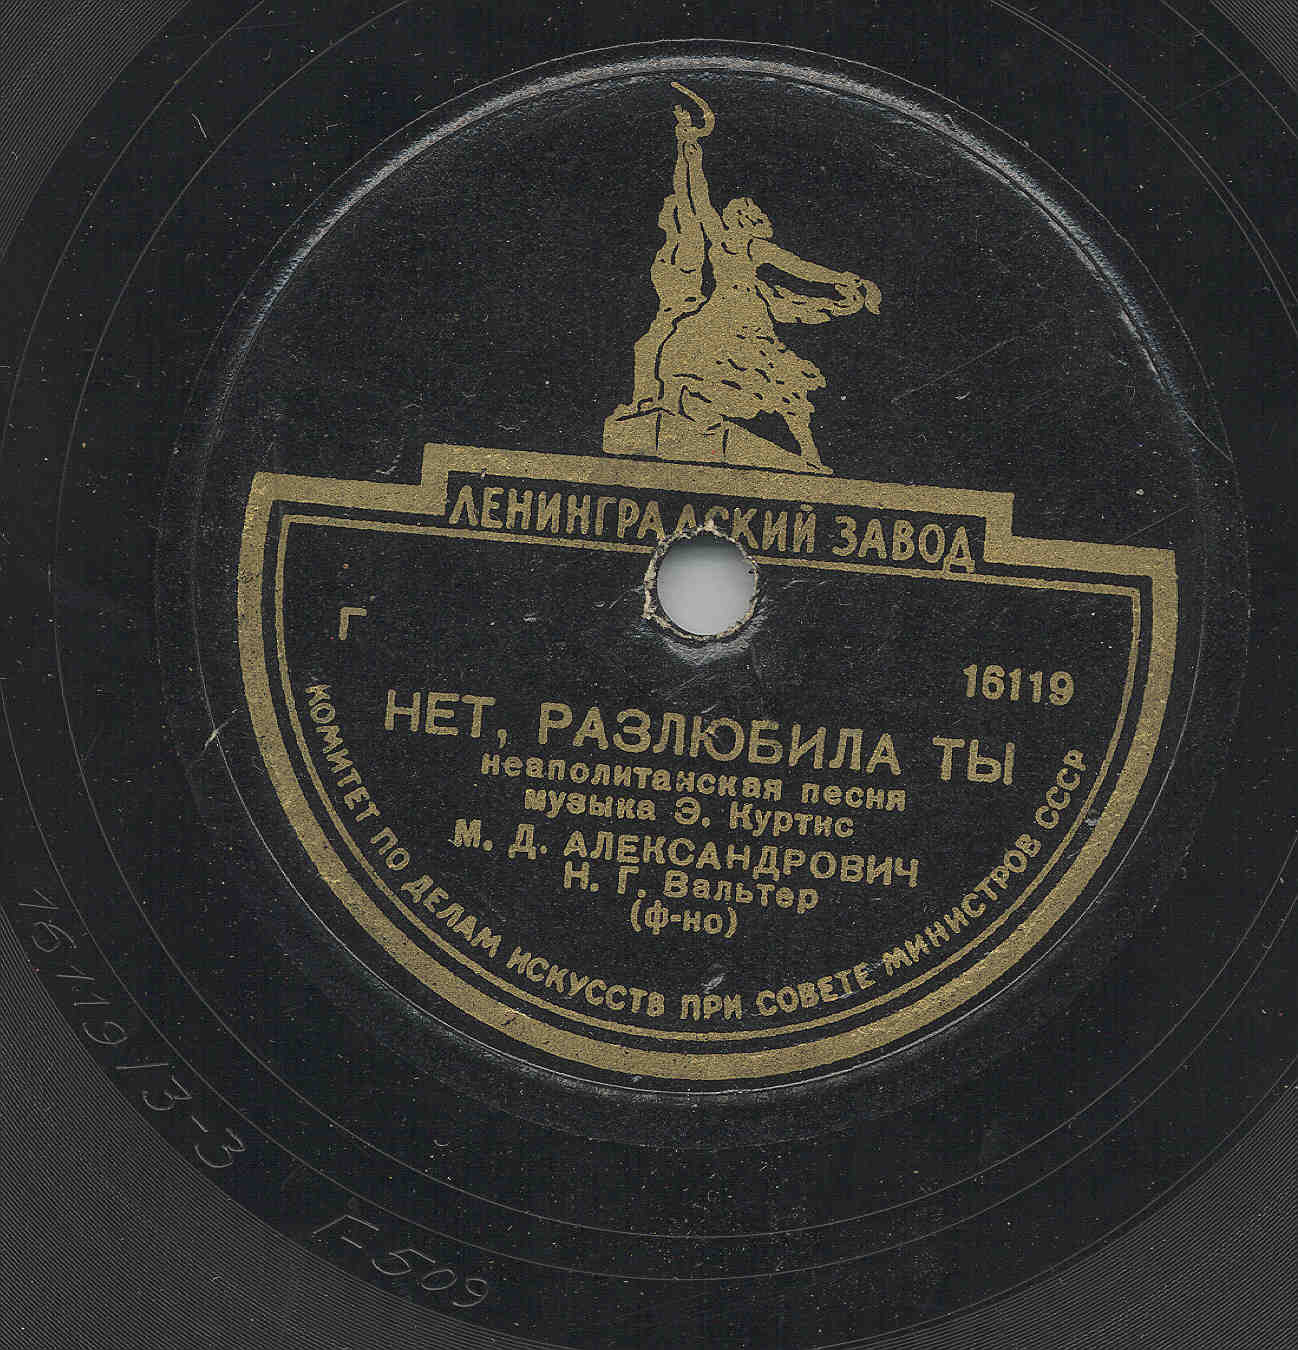 ЛЕНИНГРАДСКИЙ ЗАВОД
Г
16119
НЕТ, РАЗЛЮБИЛА ТЫ
неаполитанская песня
музыка Э. Куртис
М. Д. АЛЕКСАНДРОВИЧ
Н. Г. Вальтер
(ф-но)
КОМИТЕТ ПО ДЕЛАМ ИСКУССТВ ПРИ СОВЕТЕ МИНИСТРОВ СССР
16119/3-3
Г-509